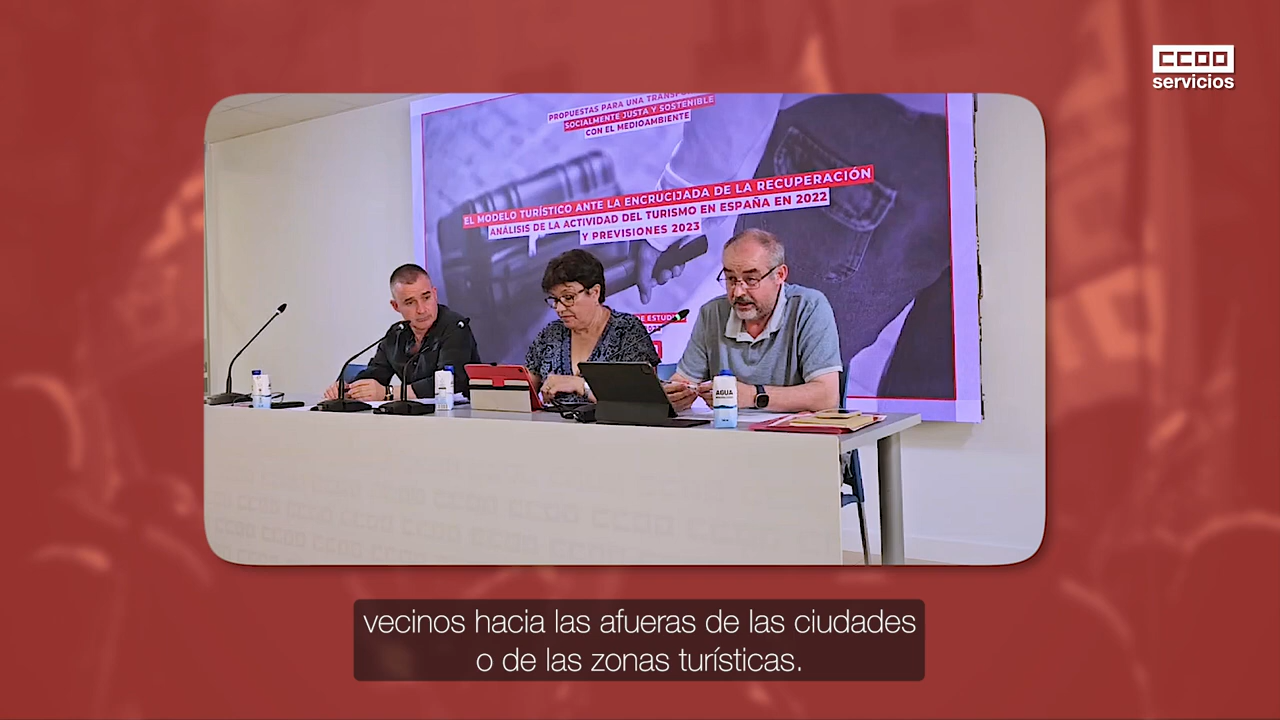 CCOO
servicios
PROPUESTAS PARA UNA
SOCIALMENTE JUSTA Y SOSTENIBLE
CON EL MEDIOAMBIENTE
EL MODELO TURÍSTICO ANTE LA ENCRUCIJADA DE LA RECUPERACIÓN
ANÁLISIS DE LA ACTIVIDAD DEL TURISMO EN ESPAÑA EN 2022
Y PREVISIONES 2023
AGUA
vecinos hacia las afueras de las ciudades
o de las zonas turísticas.